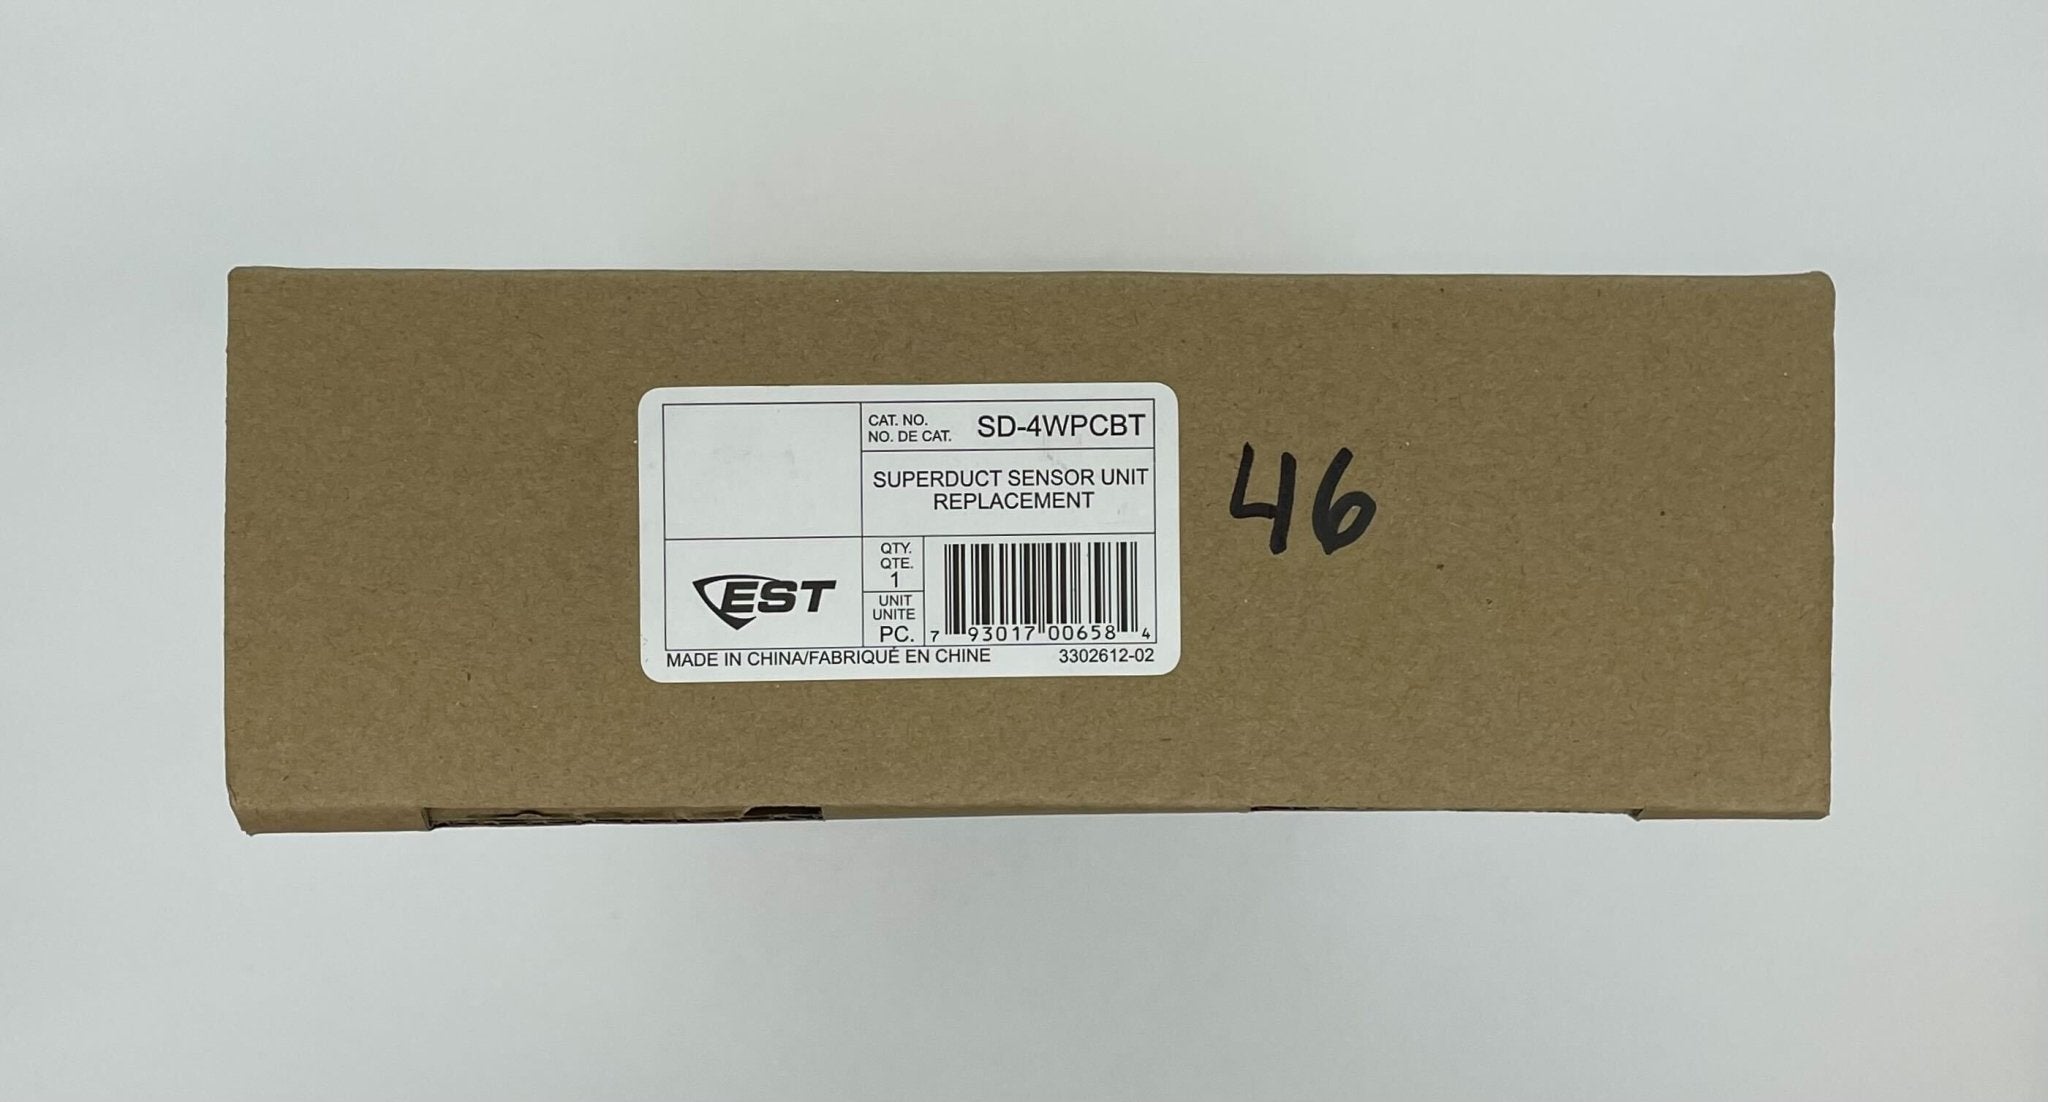 CAT. NO.
NO. DE CAT.
SD-4WPCBT
SUPERDUCT SENSOR UNIT
REPLACEMENT
46
EST
QTY.
QTE.
1
UNIT
UNITE
PC.
7 93017 00658 4
MADE IN CHINA/FABRIQUÉ EN CHINE
3302612-02